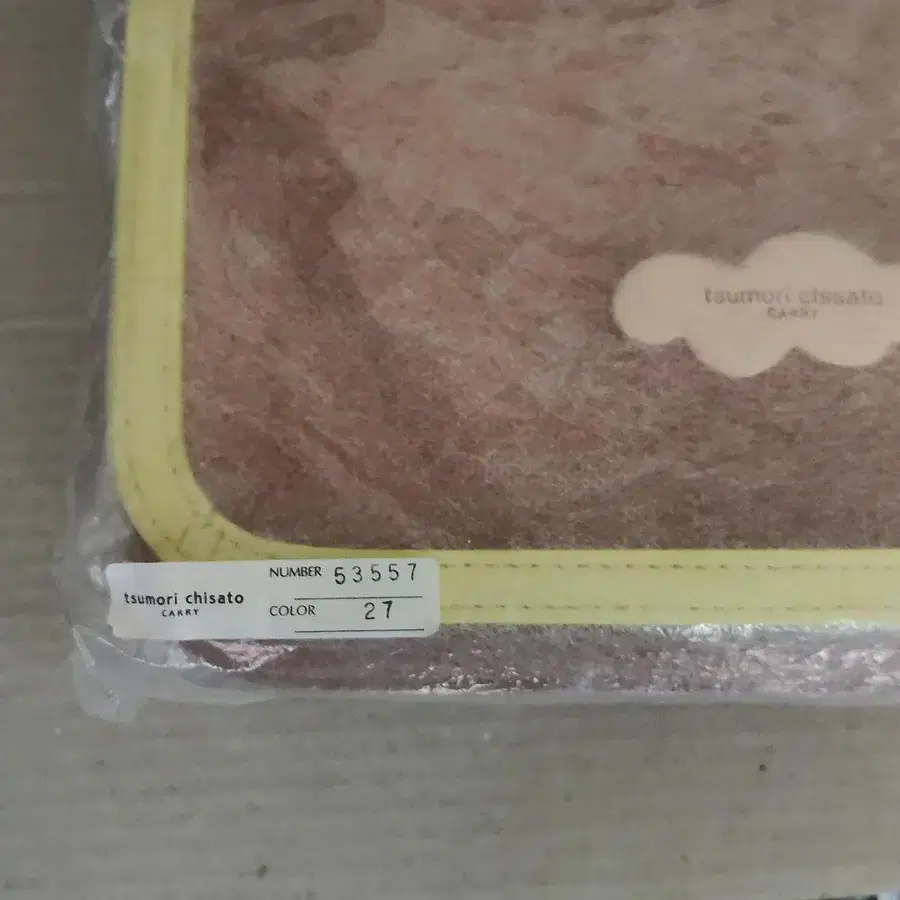 tsumori chisato
CARRY
tsumori chisato
CARRY
NUMBER 53557
COLOR 27